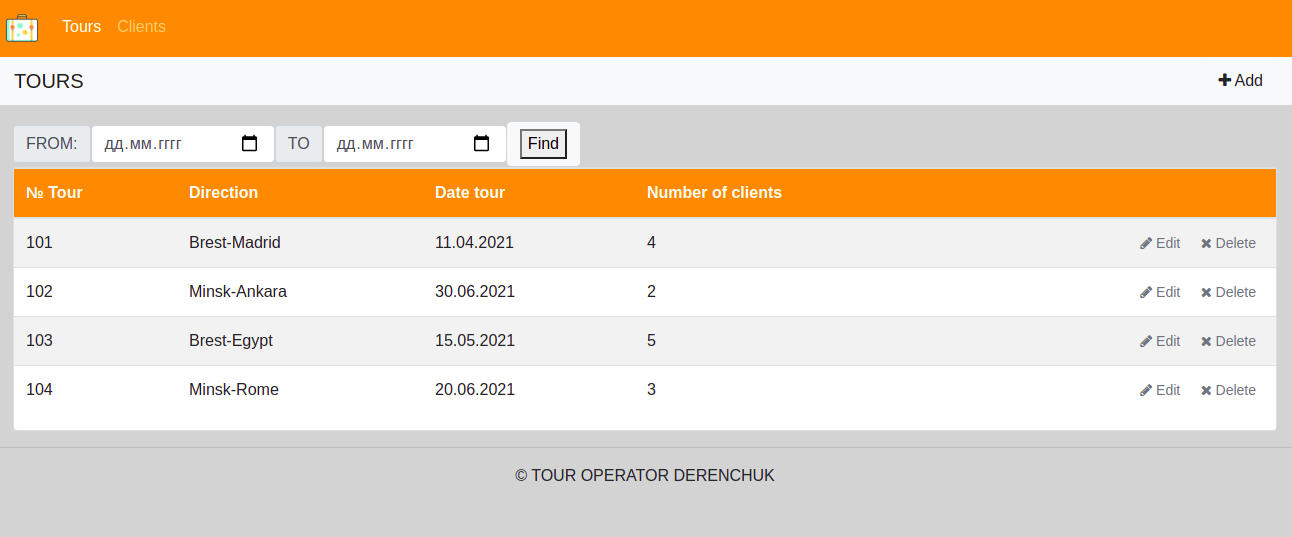 Tours Clients
TOURS + Add
FROM: дд.мм.гггг TO дд.мм.гггг Find
№ Tour Direction Date tour Number of clients
101 Brest-Madrid 11.04.2021 4 Edit Delete
102 Minsk-Ankara 30.06.2021 2 Edit Delete
103 Brest-Egypt 15.05.2021 5 Edit Delete
104 Minsk-Rome 20.06.2021 3 Edit Delete
© TOUR OPERATOR DERENCHUK